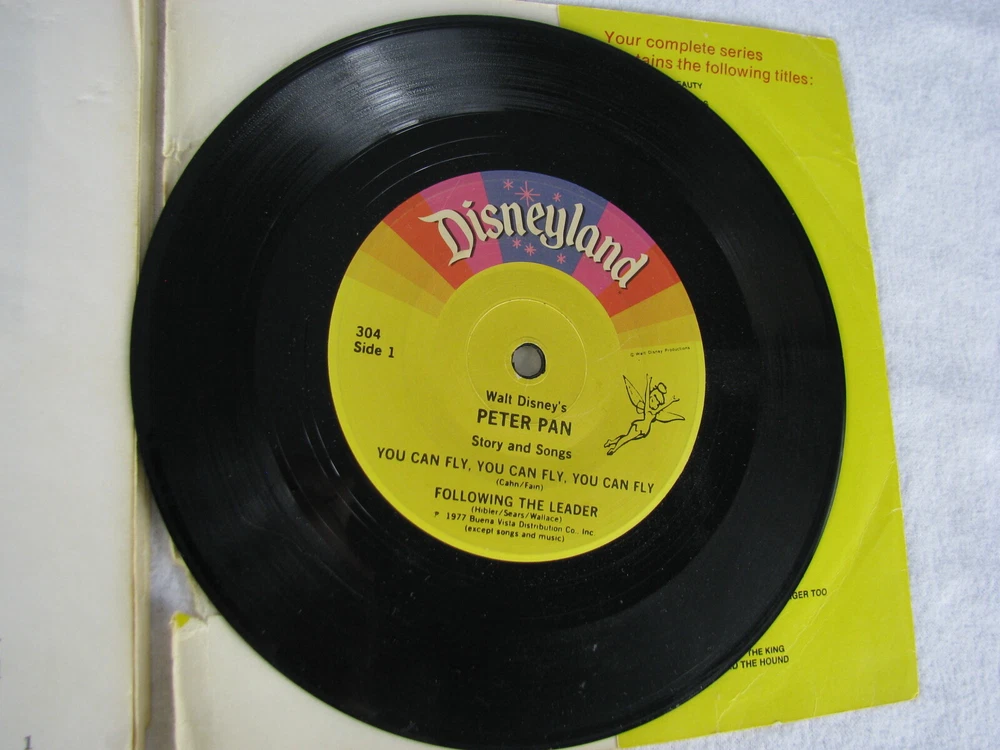 Your complete series
tains the following titles:
EAUTY
Disneyland
304
Side 1
© Walt Disney Productions
Walt Disney's
PETER PAN
Story and Songs
YOU CAN FLY, YOU CAN FLY, YOU CAN FLY
(Cahn/Fain)
FOLLOWING THE LEADER
(Hibler/Sears/Wallace)
℗ 1977 Buena Vista Distribution Co., Inc
(except songs and music)
GER TOO
THE KING
THE HOUND
1